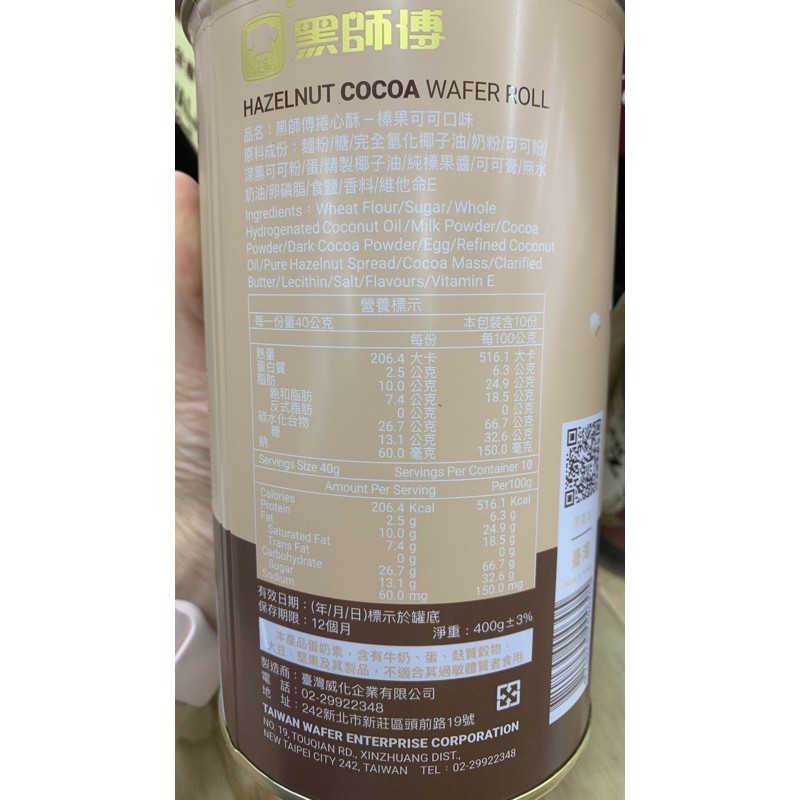 黑師傅
HAZELNUT COCOA WAFER ROLL
品名：黑師傅捲心酥－榛果可可口味
原料成份：麵粉/糖/完全氫化椰子油/奶粉/可可粉/
深黑可可粉/蛋/精製椰子油/純榛果醬/可可膏/無水
奶油/卵磷脂/食鹽/香料/維他命E
Ingredients：Wheat Flour/Sugar/Whole
Hydrogenated Coconut Oil/Milk Powder/Cocoa
Powder/Dark Cocoa Powder/Egg/Refined Coconut
Oil/Pure Hazelnut Spread/Cocoa Mass/Clarified
Butter/Lecithin/Salt/Flavours/Vitamin E
營養標示
每一份量40公克 本包裝含10份
每份 每100公克
熱量 206.4 大卡 516.1 大卡
蛋白質 2.5 公克 6.3 公克
脂肪 10.0 公克 24.9 公克
飽和脂肪 7.4 公克 18.5 公克
反式脂肪 0 公克 0 公克
碳水化合物 26.7 公克 66.7 公克
糖 13.1 公克 32.6 公克
鈉 60.0 毫克 150.0 毫克
Servings Size 40g Servings Per Container 10
Amount Per Serving Per100g
Calories 206.4 Kcal 516.1 Kcal
Protein 2.5 g 6.3 g
Fat 10.0 g 24.9 g
Saturated Fat 7.4 g 18.5 g
Trans Fat 0 g 0 g
Carbohydrate 26.7 g 66.7 g
Sugar 13.1 g 32.6 g
Sodium 60.0 mg 150.0 mg
有效日期：(年/月/日)標示於罐底
保存期限：12個月 淨重：400g±3%
本產品蛋奶素，含有牛奶、蛋、麩質穀物、
大豆、堅果及其製品，不適合其過敏體質者食用
製造商：臺灣威化企業有限公司
電話：02-29922348
地址：242新北市新莊區頭前路19號
TAIWAN WAFER ENTERPRISE CORPORATION
NO. 19, TOUQIAN RD., XINZHUANG DIST.,
NEW TAIPEI CITY 242, TAIWAN TEL：02-29922348